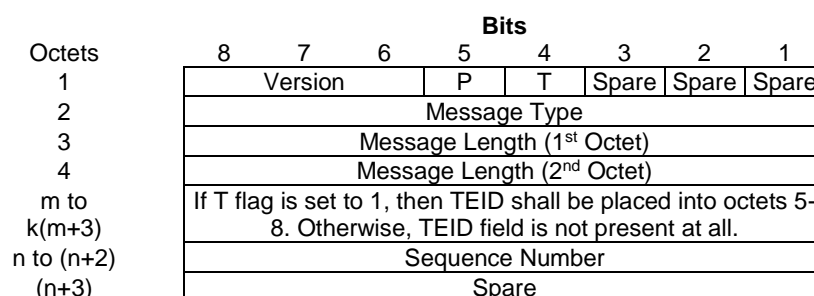 Bits
Octets 8 7 6 5 4 3 2 1
1 Version P T Spare Spare Spare
2 Message Type
3 Message Length (1st Octet)
4 Message Length (2nd Octet)
m to If T flag is set to 1, then TEID shall be placed into octets 5-
k(m+3) 8. Otherwise, TEID field is not present at all.
n to (n+2) Sequence Number
(n+3) Spare